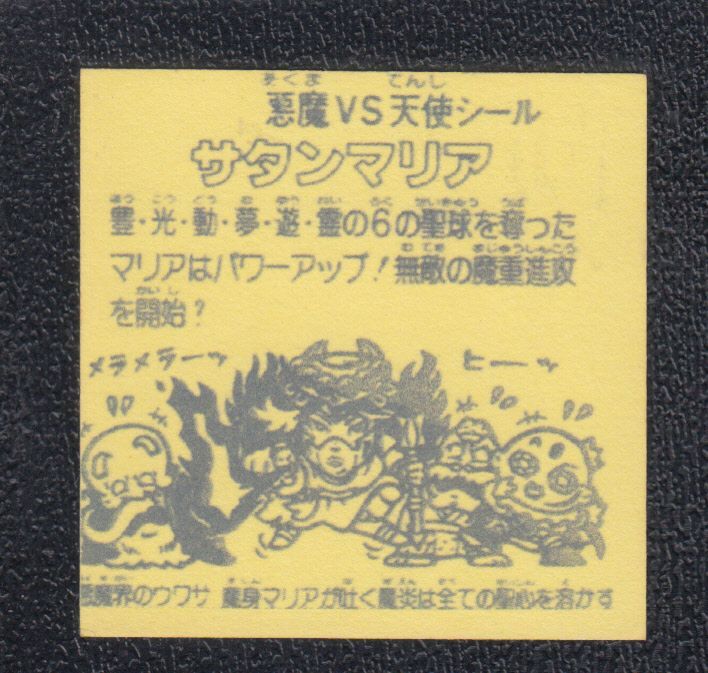 悪魔VS天使シール
サタンマリア
豊・光・動・夢・遊・霊の6の聖球を奪った
マリアはパワーアップ!無敵の魔重進攻
を開始?
メラメラーッ
ヒーーッ
悪魔界のウワサ 魔身マリアが吐く魔炎は全ての聖心を溶かす